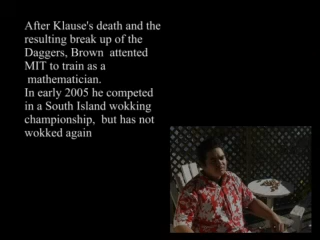 After Klause's death and the
resulting break up of the
Daggers, Brown  attented
MIT to train as a
 mathematician.
In early 2005 he competed
in a South Island wokking
championship,  but has not
wokked again